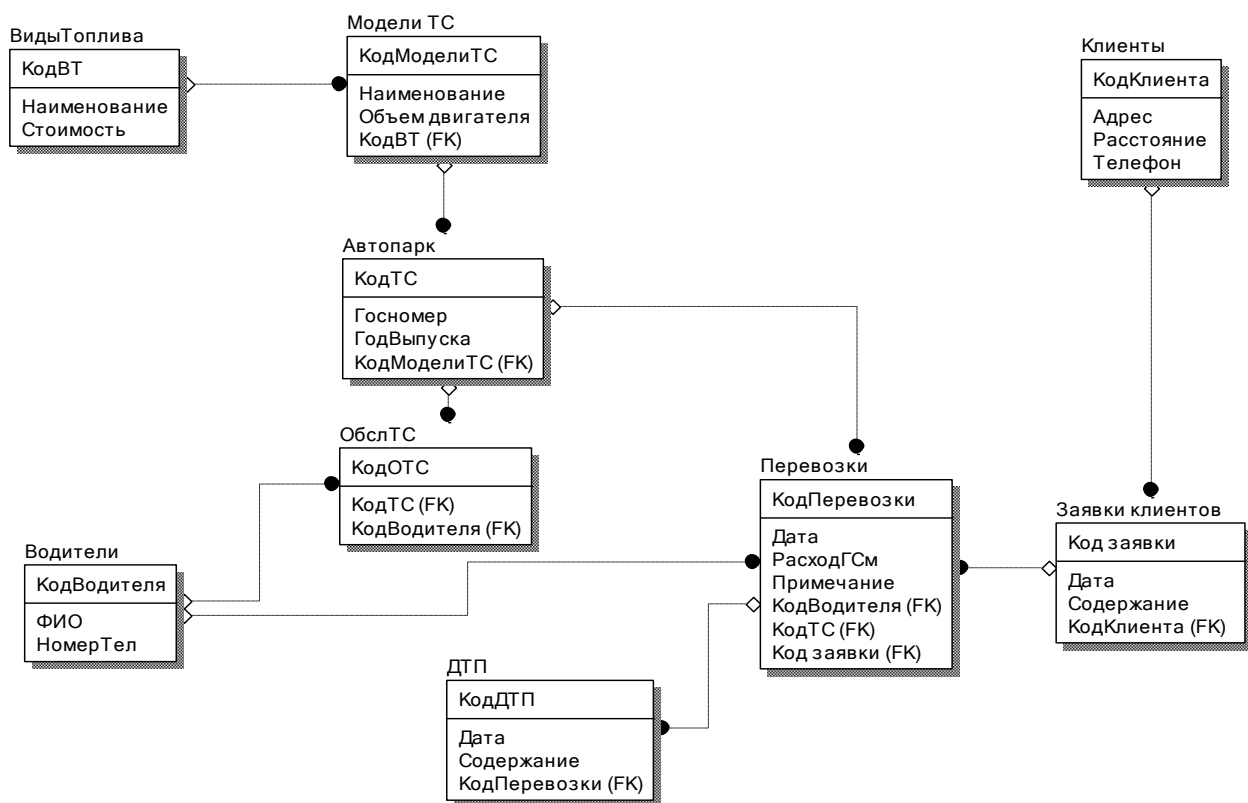 ВидыТоплива
КодВТ
Наименование
Стоимость
Модели ТС
КодМоделиТС
Наименование
Объем двигателя
КодВТ (FK)
Клиенты
КодКлиента
Адрес
Расстояние
Телефон
Автопарк
КодТС
Госномер
ГодВыпуска
КодМоделиТС (FK)
ОбслТС
КодОТС
КодТС (FK)
КодВодителя (FK)
Водители
КодВодителя
ФИО
НомерТел
Перевозки
КодПеревозки
Дата
РасходГСм
Примечание
КодВодителя (FK)
КодТС (FK)
Код заявки (FK)
Заявки клиентов
Код заявки
Дата
Содержание
КодКлиента (FK)
ДТП
КодДТП
Дата
Содержание
КодПеревозки (FK)